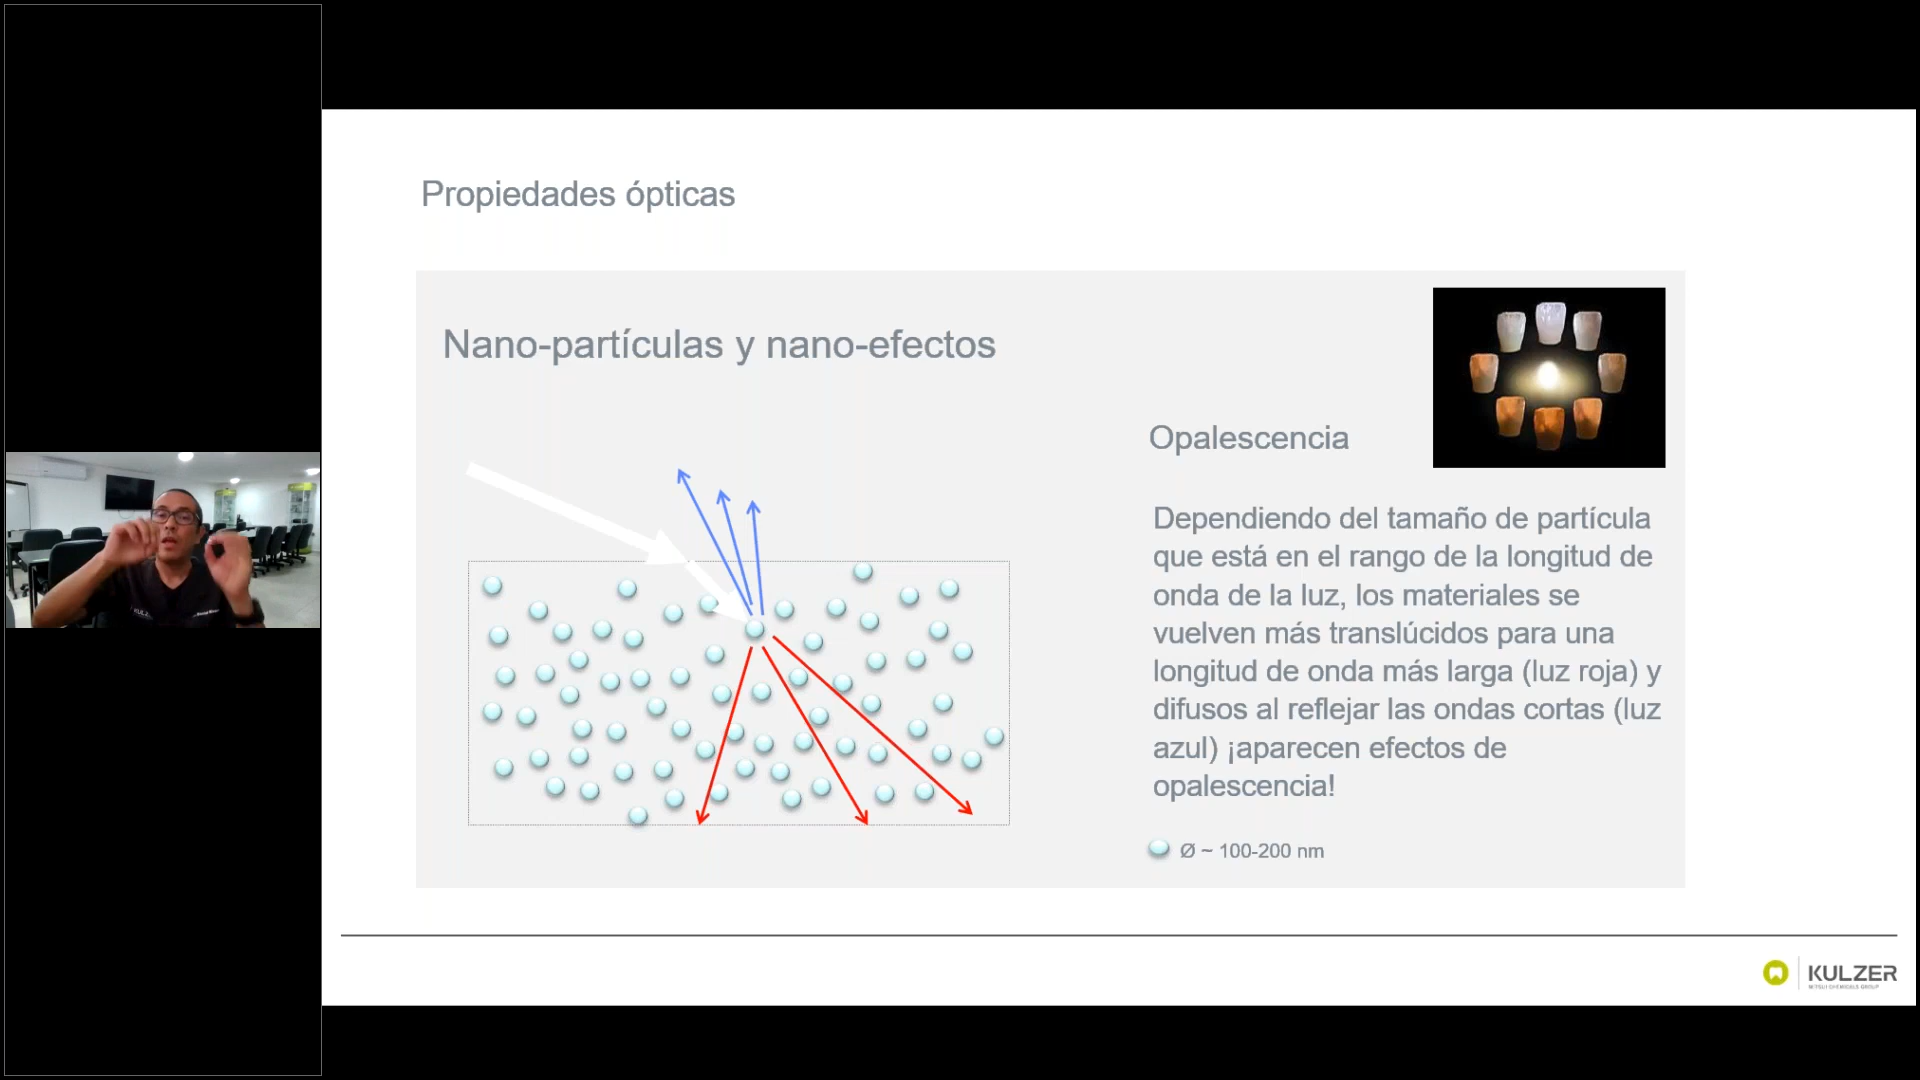 Propiedades ópticas
Nano-partículas y nano-efectos
Opalescencia
Dependiendo del tamaño de partícula
que está en el rango de la longitud de
onda de la luz, los materiales se
vuelven más translúcidos para una
longitud de onda más larga (luz roja) y
difusos al reflejar las ondas cortas (luz
azul) ¡aparecen efectos de
opalescencia!
Ø ~ 100-200 nm
KULZER
MITSUI CHEMICALS GROUP